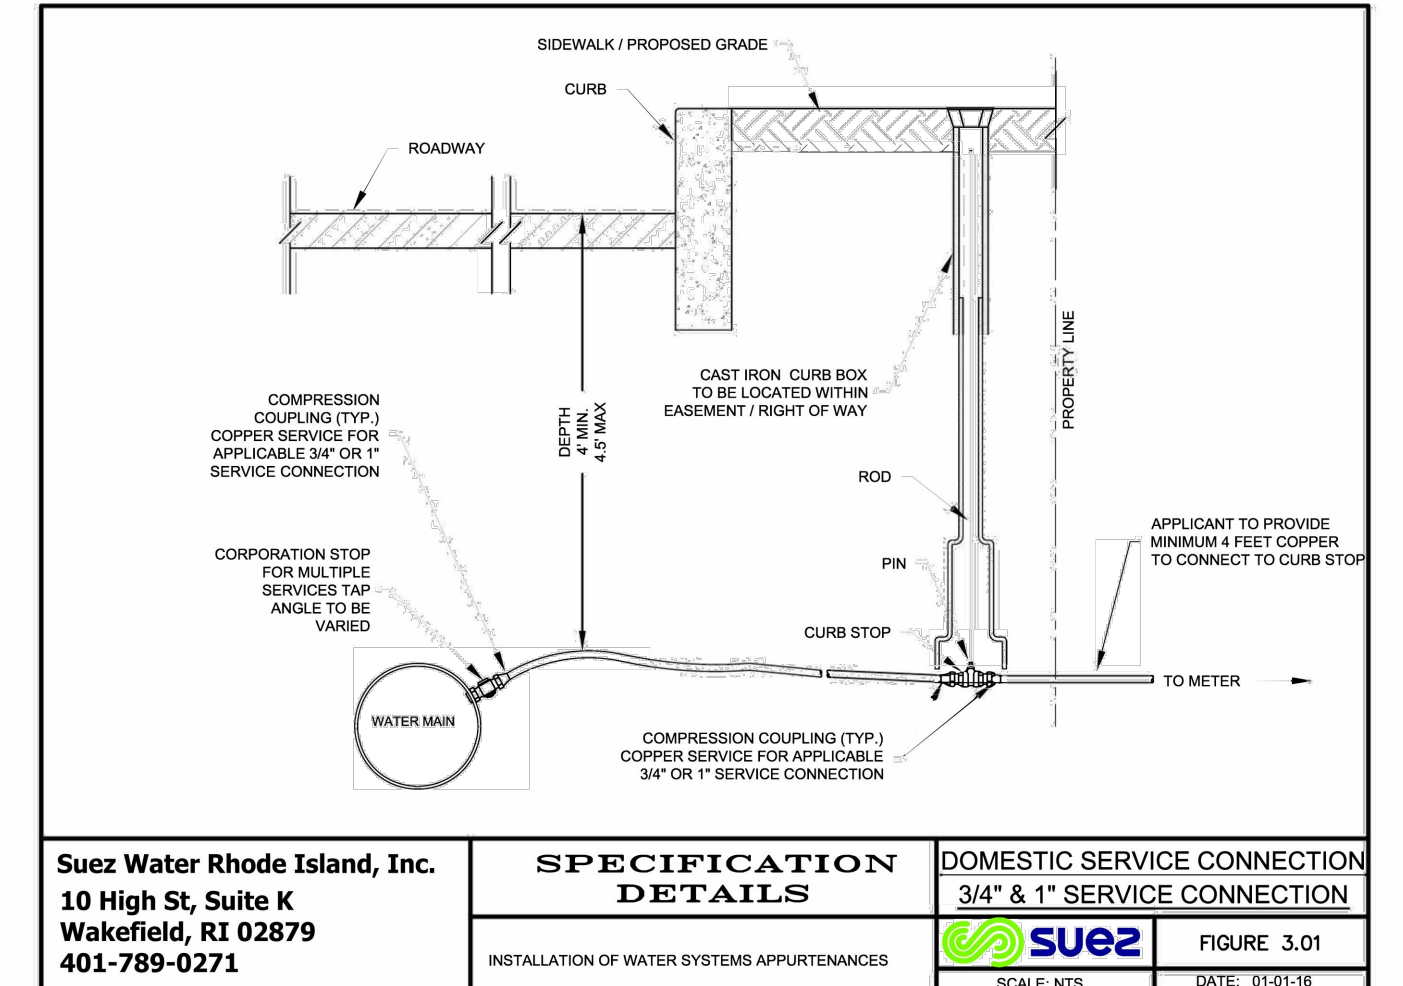 SIDEWALK / PROPOSED GRADE
CURB
ROADWAY
CAST IRON CURB BOX
TO BE LOCATED WITHIN
EASEMENT / RIGHT OF WAY
PROPERTY LINE
COMPRESSION
COUPLING (TYP.)
COPPER SERVICE FOR
APPLICABLE 3/4" OR 1"
SERVICE CONNECTION
DEPTH
4' MIN.
4.5' MAX
ROD
APPLICANT TO PROVIDE
MINIMUM 4 FEET COPPER
TO CONNECT TO CURB STOP
CORPORATION STOP
FOR MULTIPLE
SERVICES TAP
ANGLE TO BE
VARIED
PIN
CURB STOP
TO METER
WATER MAIN
COMPRESSION COUPLING (TYP.)
COPPER SERVICE FOR APPLICABLE
3/4" OR 1" SERVICE CONNECTION
Suez Water Rhode Island, Inc.
10 High St, Suite K
Wakefield, RI 02879
401-789-0271
SPECIFICATION
DETAILS
INSTALLATION OF WATER SYSTEMS APPURTENANCES
DOMESTIC SERVICE CONNECTION
3/4" & 1" SERVICE CONNECTION
suez
FIGURE 3.01
SCALE: NTS
DATE: 01-01-16